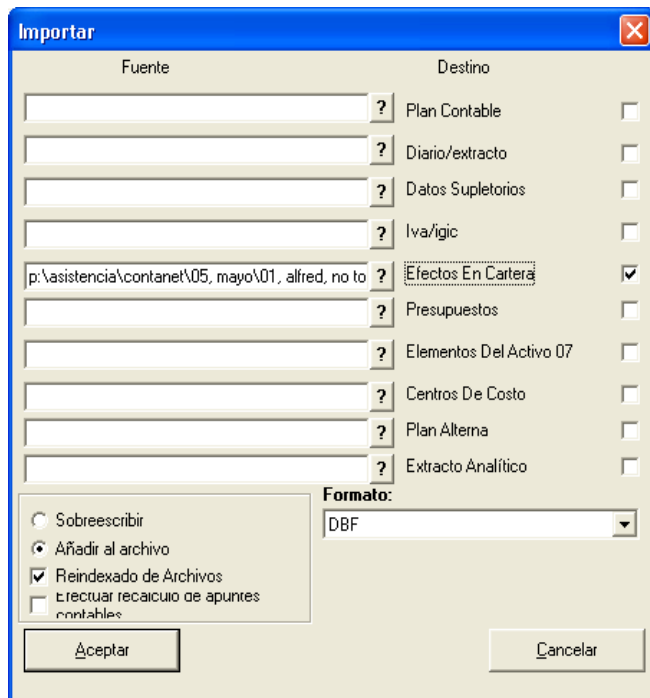 Importar
Fuente Destino
? Plan Contable
? Diario/extracto
? Datos Supletorios
? Iva/igic
p:\asistencia\contanet\05, mayo\01, alfred, no to ? Efectos En Cartera
? Presupuestos
? Elementos Del Activo 07
? Centros De Costo
? Plan Alterna
? Extracto Analítico
Formato:
DBF
Sobreescribir
Añadir al archivo
Reindexado de Archivos
Efectuar recálculo de apuntes
contables
Aceptar Cancelar